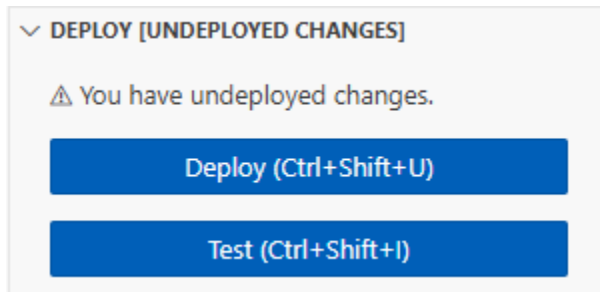 DEPLOY [UNDEPLOYED CHANGES]
⚠ You have undeployed changes.
Deploy (Ctrl+Shift+U)
Test (Ctrl+Shift+I)